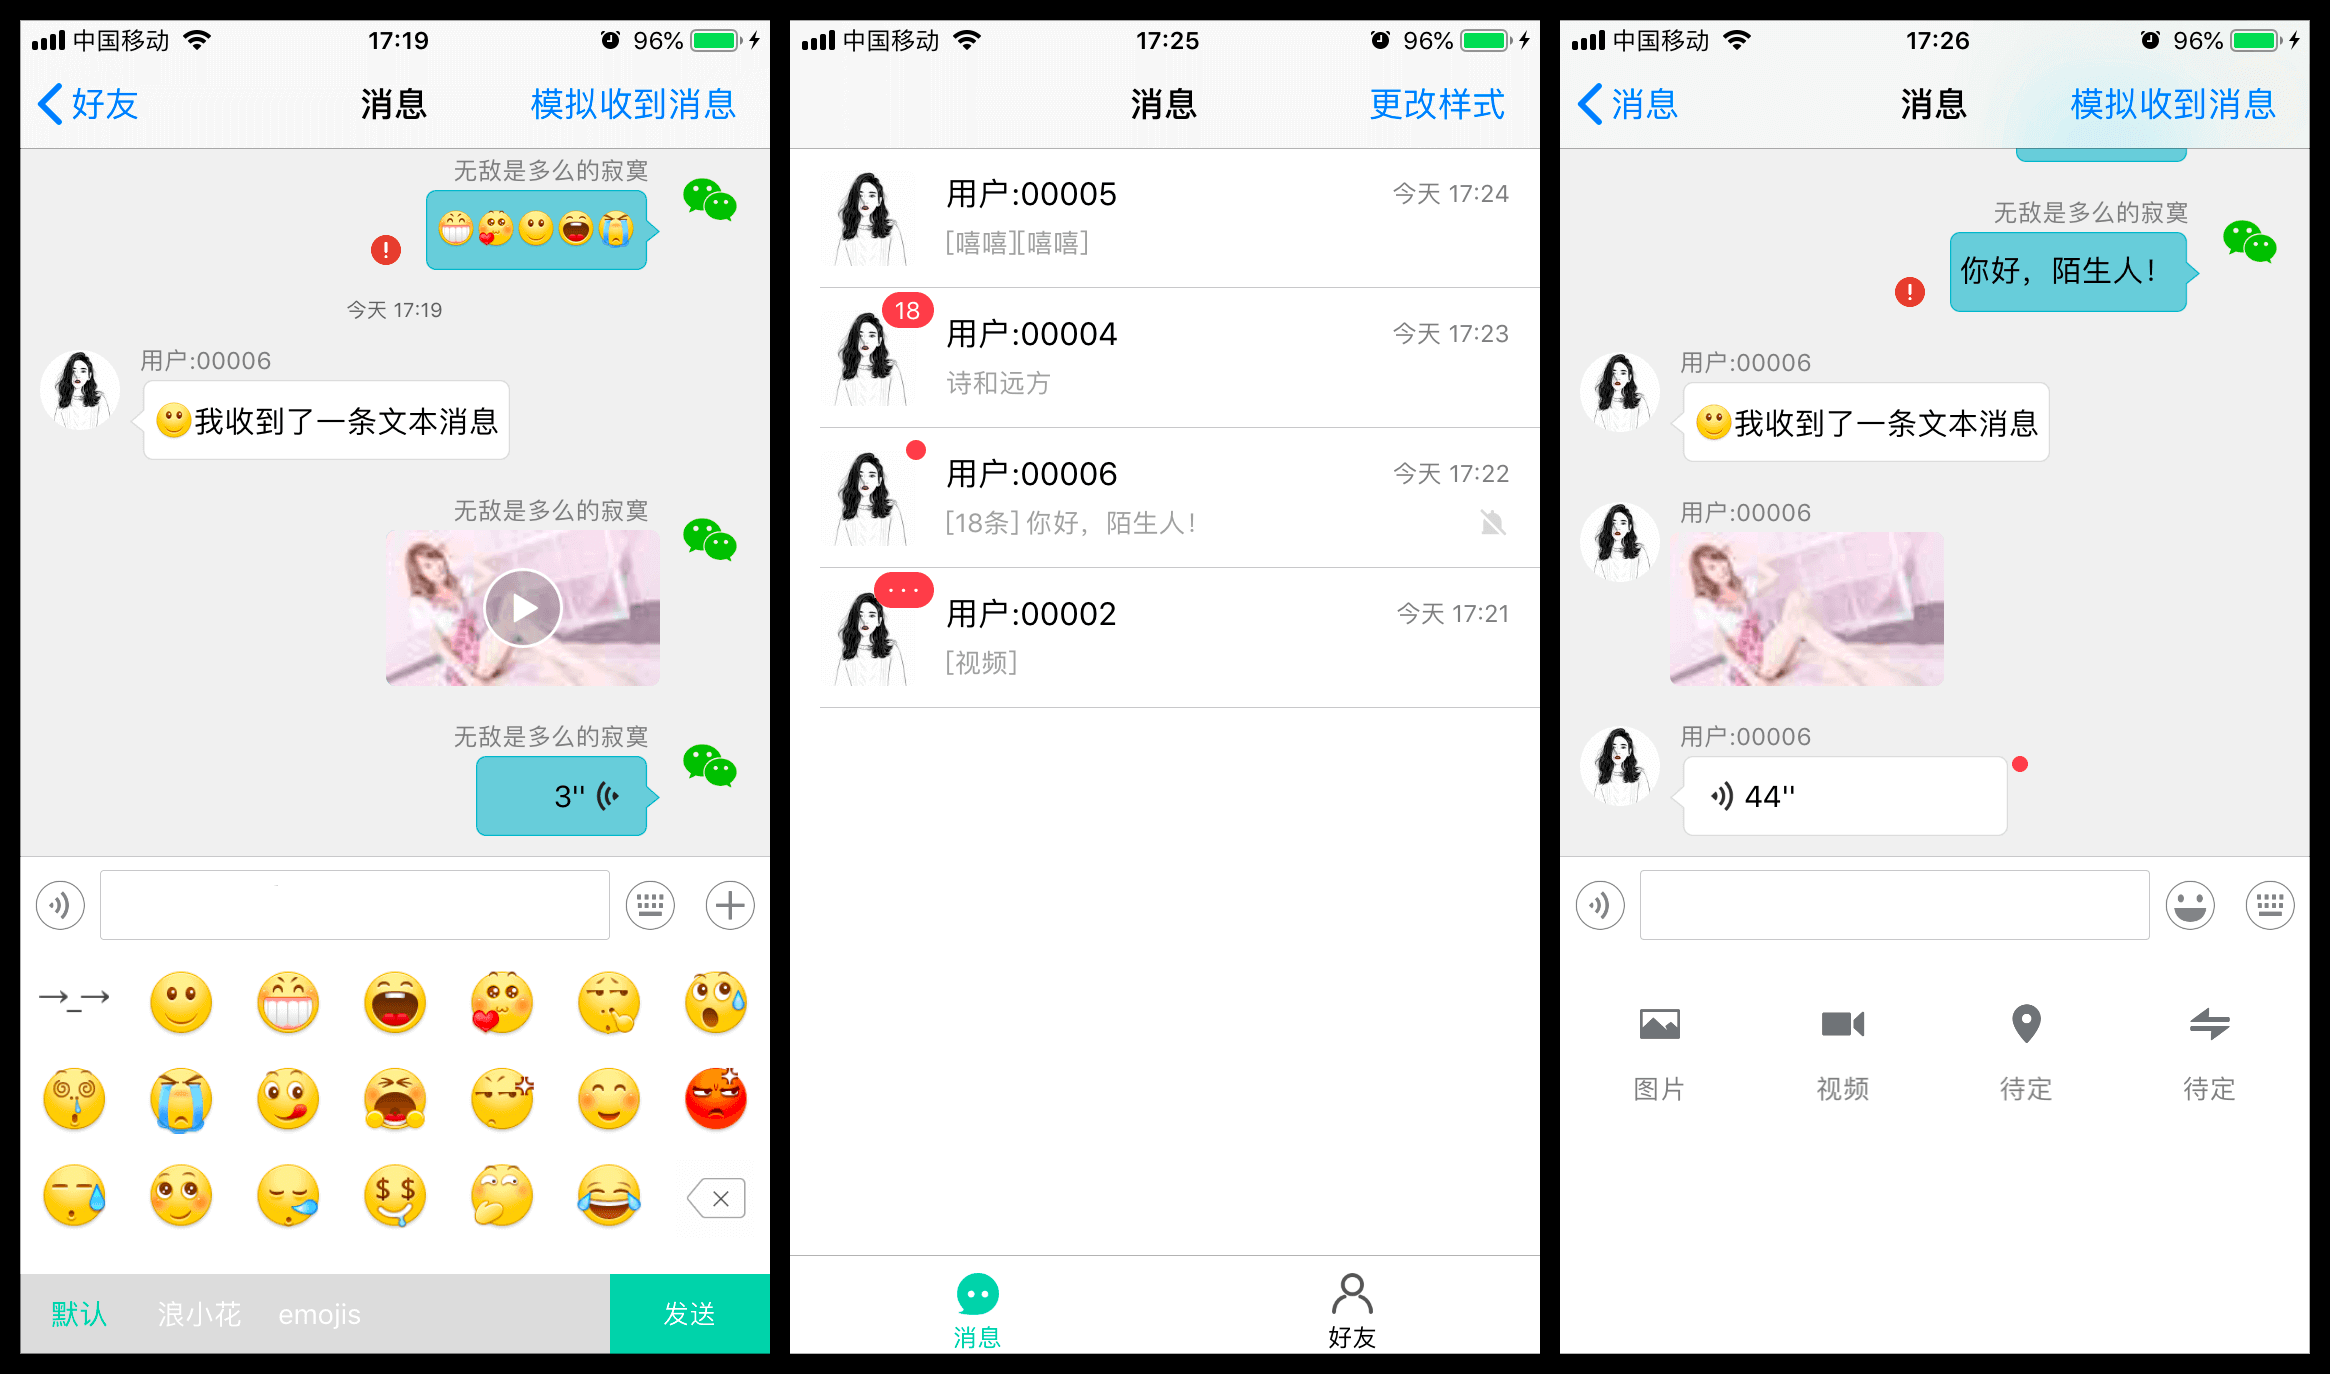 中国移动 17:19 96%
好友 消息 模拟收到消息
无敌是多么的寂寞
今天 17:19
用户:00006
我收到了一条文本消息
无敌是多么的寂寞
无敌是多么的寂寞
3''
→_→
默认 浪小花 emojis 发送
中国移动 17:25 96%
消息 更改样式
用户:00005 今天 17:24
[嘻嘻][嘻嘻]
18
用户:00004 今天 17:23
诗和远方
用户:00006 今天 17:22
[18条] 你好，陌生人！
···
用户:00002 今天 17:21
[视频]
消息 好友
中国移动 17:26 96%
消息 消息 模拟收到消息
无敌是多么的寂寞
你好，陌生人！
用户:00006
我收到了一条文本消息
用户:00006
用户:00006
44''
图片 视频 待定 待定